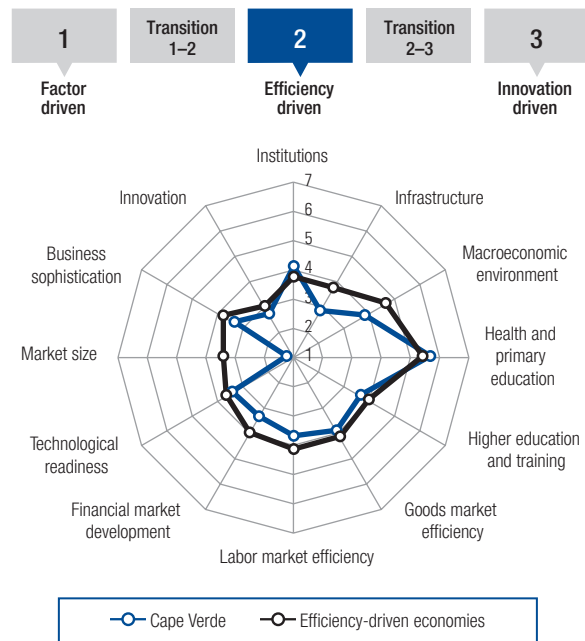 1
Transition
1–2
2
Transition
2–3
3
Factor
driven
Efficiency
driven
Innovation
driven
Institutions
Infrastructure
Macroeconomic
environment
Health and
primary
education
Higher education
and training
Goods market
efficiency
Labor market efficiency
Financial market
development
Technological
readiness
Market size
Business
sophistication
Innovation
7
6
5
4
3
2
1
Cape Verde
Efficiency-driven economies